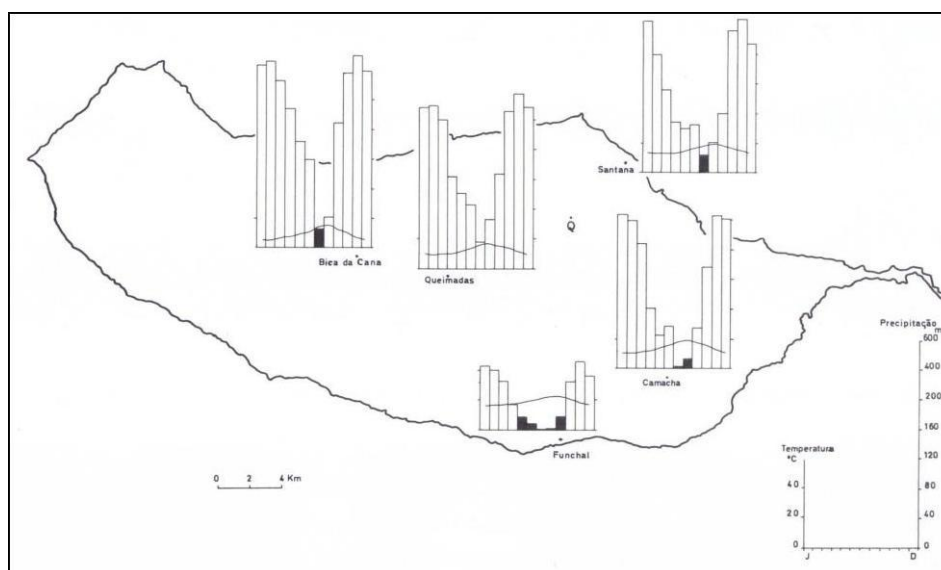 Santana
Q
Bica da Cana
Queimadas
Precipitação m
600
400
200
160
120
80
40
0
Camacha
Temperatura
°C
40
20
0
J D
Funchal
0 2 4 Km